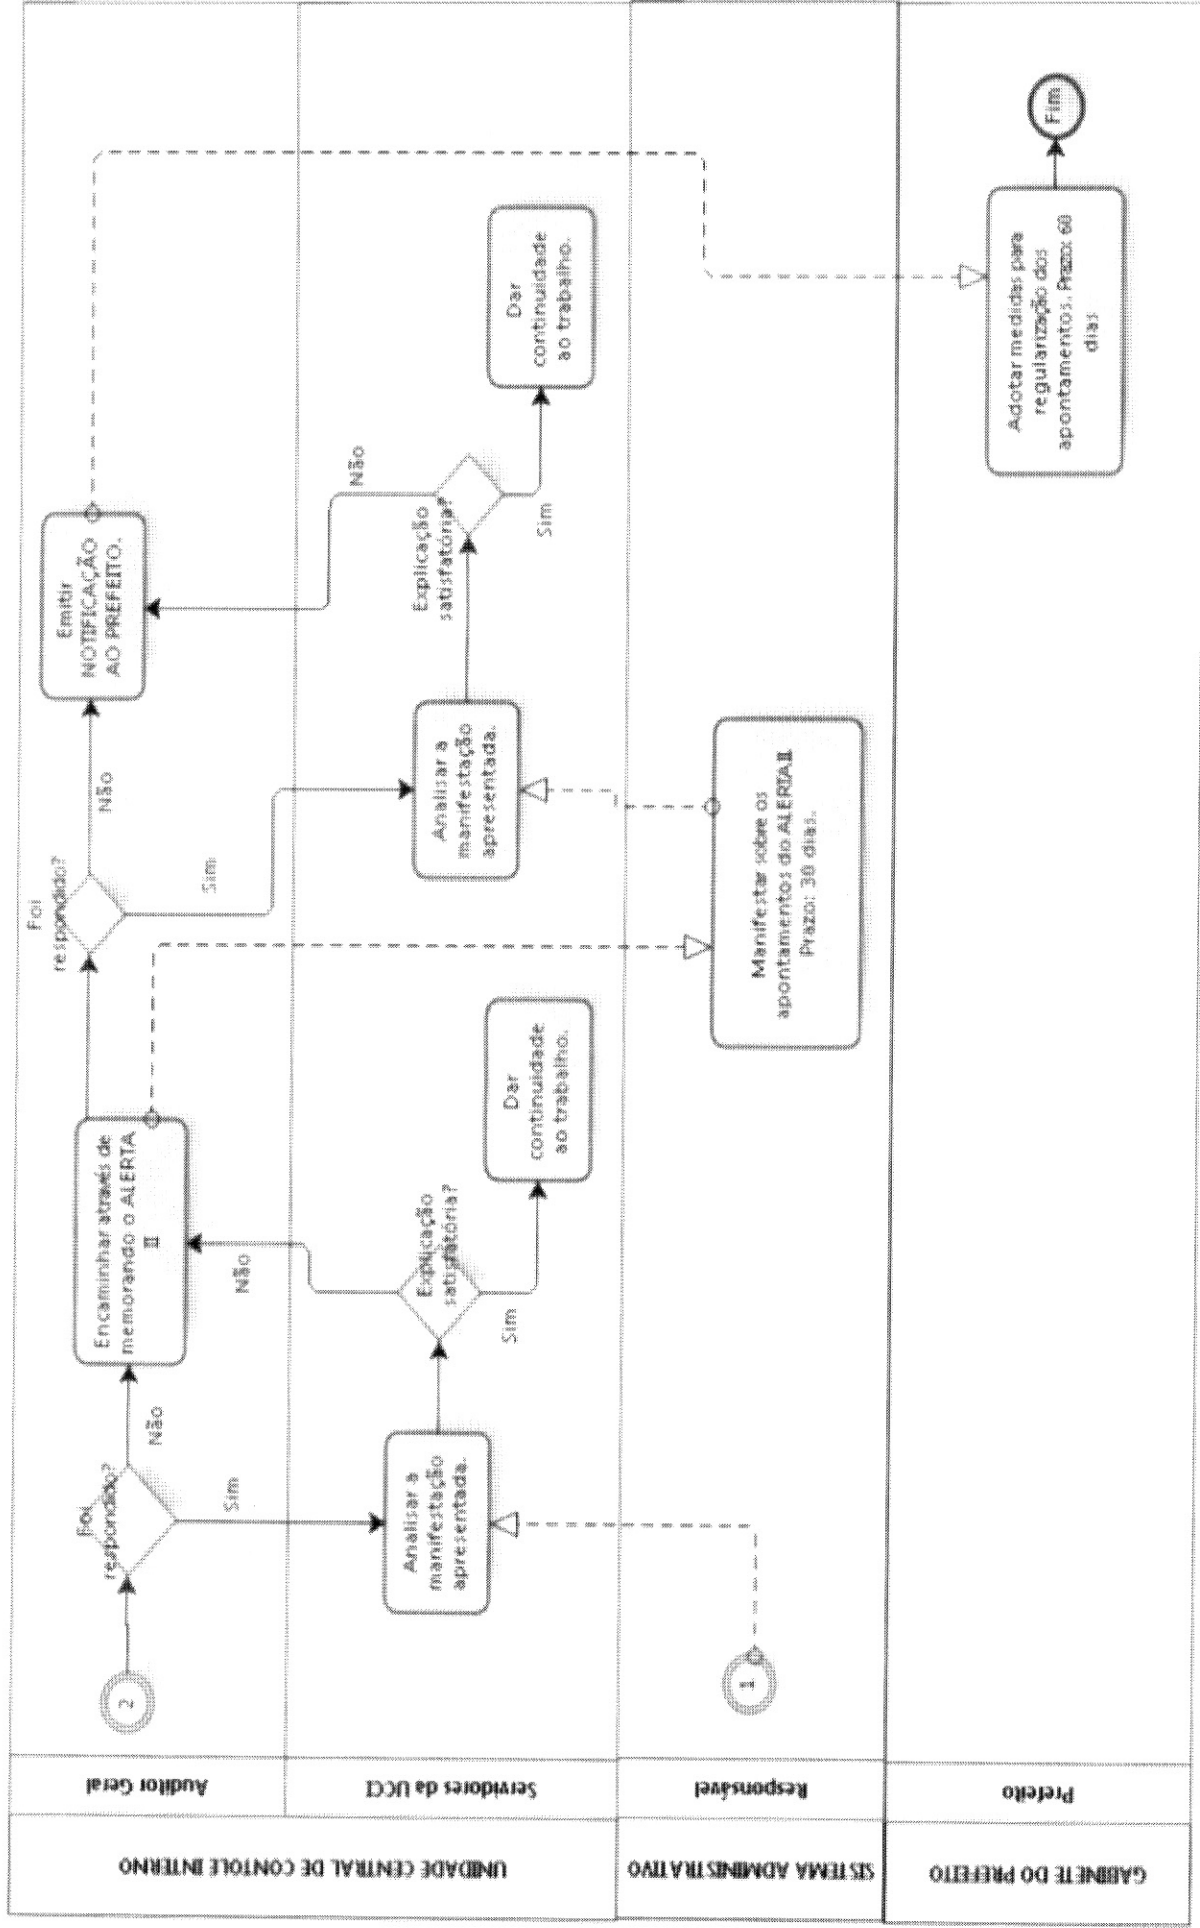 UNIDADE CENTRAL DE CONTOLE INTERNO
Auditor Geral
2
Foi
respondido?
Não
Sim
Encaminhar através de
memorando o ALERTA
II
Foi
respondido?
Não
Sim
Emitir
NOTIFICAÇÃO
AO PREFEITO.
Servidores da UCCI
Analisar a
manifestação
apresentada.
Explicação
satisfatória?
Não
Sim
Dar
continuidade
ao trabalho.
Analisar a
manifestação
apresentada.
Explicação
satisfatória?
Não
Sim
Dar
continuidade
ao trabalho.
SISTEMA ADMINISTRATIVO
Responsável
1
Manifestar sobre os
apontamentos do ALERTA II
Prazo: 30 dias.
GABINETE DO PREFEITO
Prefeito
Adotar medidas para
regularização dos
apontamentos. Prazo: 60
dias
Fim